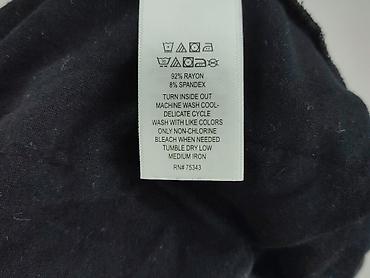 92% RAYON
8% SPANDEX
TURN INSIDE OUT
MACHINE WASH COOL-
DELICATE CYCLE
WASH WITH LIKE COLORS
ONLY NON-CHLORINE
BLEACH WHEN NEEDED
TUMBLE DRY LOW
MEDIUM IRON
RN# 75343